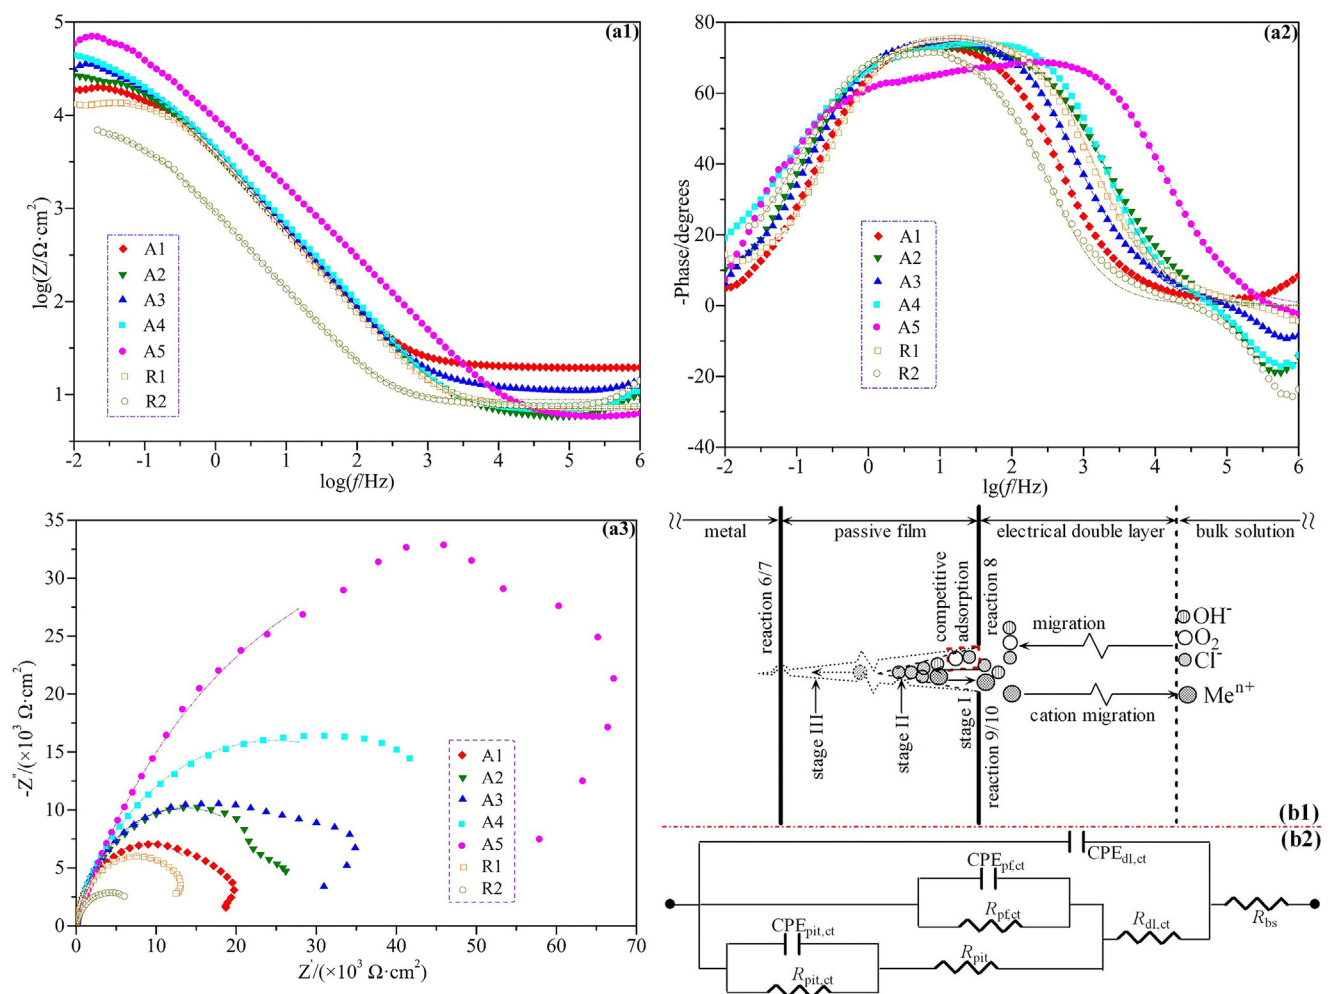 (a1)
5
4
3
2
1
log(Z/Ω·cm²)
A1
A2
A3
A4
A5
R1
R2
-2 -1 0 1 2 3 4 5 6
log(f/Hz)
(a2)
80
60
40
20
0
-20
-40
-Phase/degrees
A1
A2
A3
A4
A5
R1
R2
-2 -1 0 1 2 3 4 5 6
lg(f/Hz)
(a3)
35
30
25
20
15
10
5
0
-Z''/(×10³ Ω·cm²)
A1
A2
A3
A4
A5
R1
R2
0 10 20 30 40 50 60 70
Z'/(×10³ Ω·cm²)
metal passive film electrical double layer bulk solution
reaction 6/7
competitive
adsorption
reaction 8
migration
OH⁻
O₂
Cl⁻
Meⁿ⁺
cation migration
stage III
stage II
stage I
reaction 9/10
(b1)
(b2)
CPEdl,ct
CPEpf,ct
Rpf,ct
CPEpit,ct
Rpit,ct
Rpit
Rdl,ct
Rbs